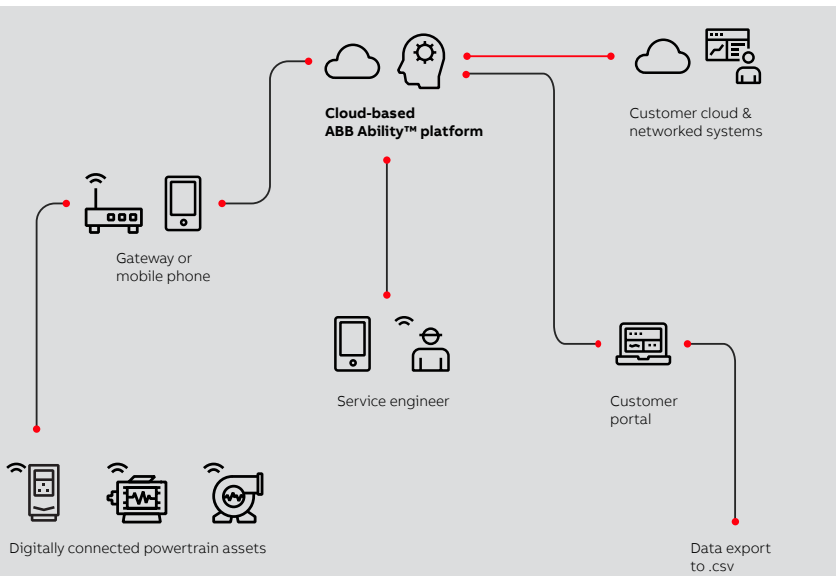 Cloud-based
ABB Ability™ platform
Customer cloud &
networked systems
Gateway or
mobile phone
Service engineer
Customer
portal
Digitally connected powertrain assets
Data export
to .csv